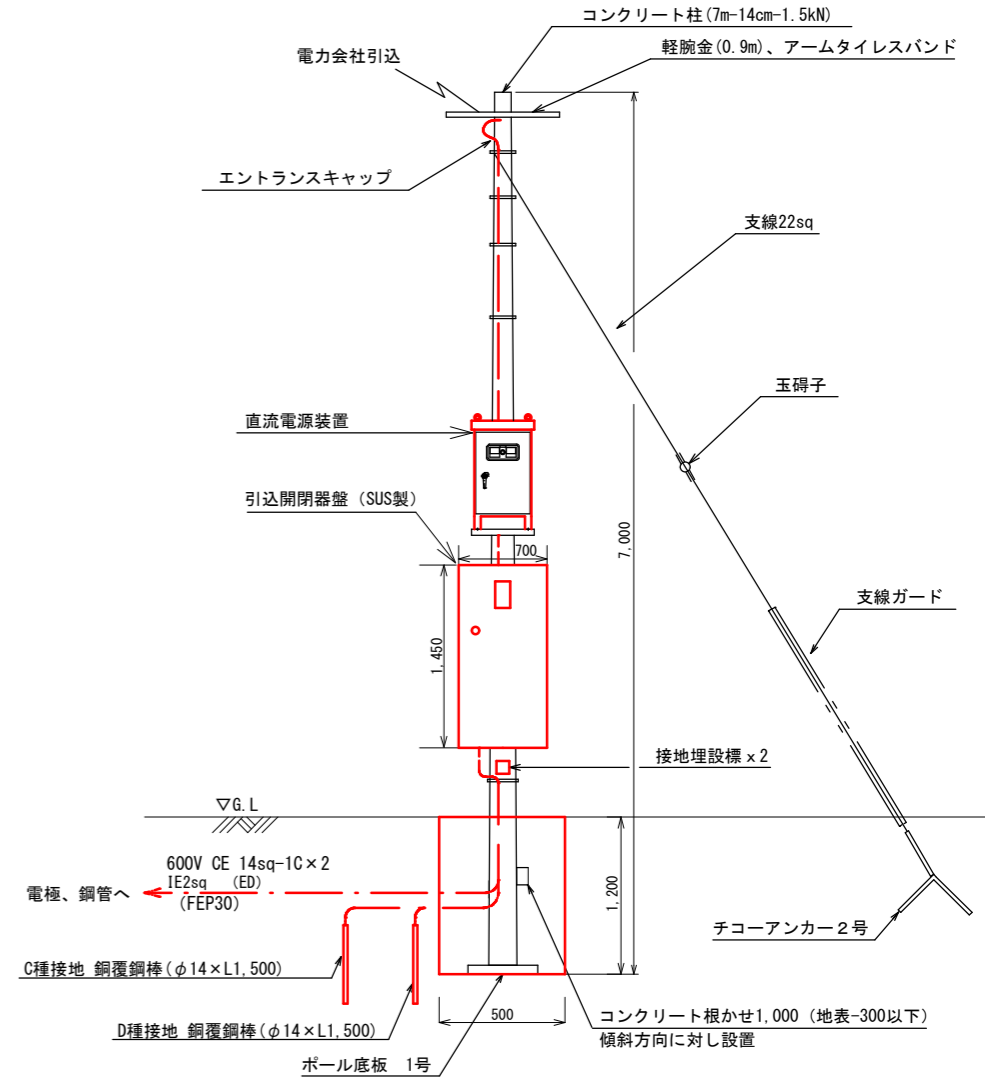 コンクリート柱(7m-14cm-1.5kN)
軽腕金(0.9m)、アームタイレスバンド
電力会社引込
エントランスキャップ
支線22sq
玉碍子
直流電源装置
引込開閉器盤（SUS製）
700
7,000
支線ガード
1,450
接地埋設標×2
▽G.L
600V CE 14sq-1C×2
IE2sq （ED）
電極、鋼管へ
(FEP30)
1,200
チコーアンカー２号
C種接地 銅覆鋼棒(φ14×L1,500)
500
コンクリート根かせ1,000（地表-300以下）
D種接地 銅覆鋼棒(φ14×L1,500)
傾斜方向に対し設置
ポール底板 1号